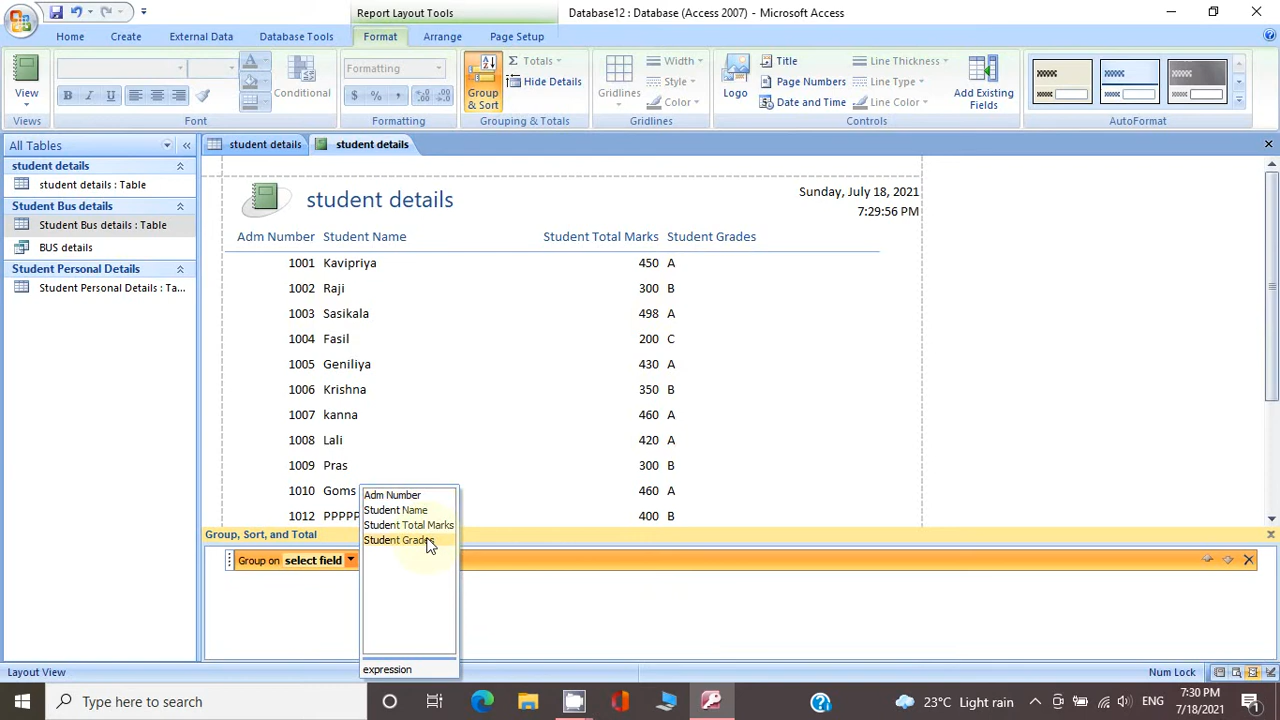 Report Layout Tools
Database12 : Database (Access 2007) - Microsoft Access
Home Create External Data Database Tools Format Arrange Page Setup
View
Views
B I U
Font
Conditional
Formatting
$ % ,
Formatting
Group & Sort
Σ Totals
Hide Details
Grouping & Totals
Gridlines
Width
Style
Color
Gridlines
Logo
Title
Page Numbers
Date and Time
Line Thickness
Line Type
Line Color
Add Existing Fields
Controls
AutoFormat
All Tables
student details
student details : Table
Student Bus details
Student Bus details : Table
BUS details
Student Personal Details
Student Personal Details : Ta...
student details
student details
student details
Sunday, July 18, 2021
7:29:56 PM
Adm Number Student Name Student Total Marks Student Grades
1001 Kavipriya 450 A
1002 Raji 300 B
1003 Sasikala 498 A
1004 Fasil 200 C
1005 Geniliya 430 A
1006 Krishna 350 B
1007 kanna 460 A
1008 Lali 420 A
1009 Pras 300 B
1010 Goms 460 A
1012 PPPPP 400 B
Adm Number
Student Name
Student Total Marks
Student Grades
expression
Group, Sort, and Total
Group on select field
Layout View
Num Lock
Type here to search
23°C Light rain
ENG
7:30 PM
7/18/2021
1